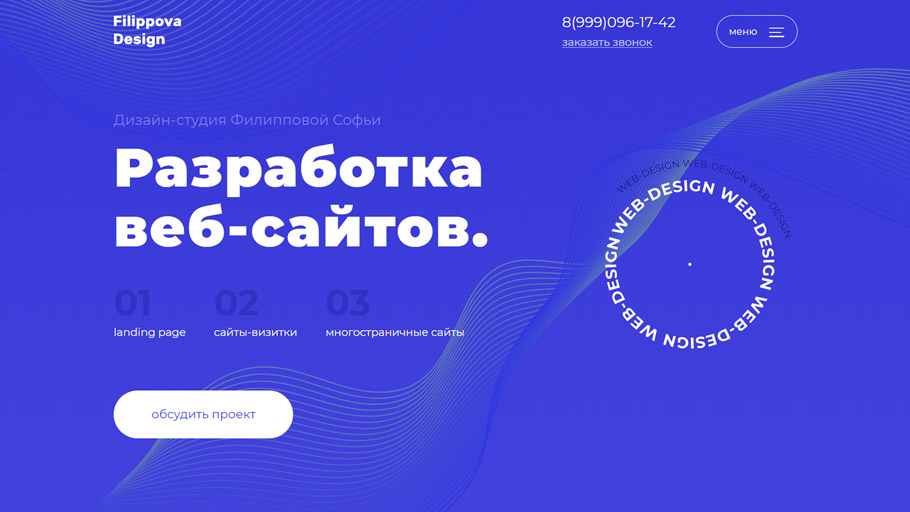 Filippova
Design
8(999)096-17-42
заказать звонок
меню
Дизайн-студия Филипповой Софьи
Разработка
веб-сайтов.
WEB-DESIGN WEB-DESIGN WEB-DESIGN
WEB-DESIGN WEB-DESIGN WEB-DESIGN WEB-DESIGN WEB-DESIGN
01
02
03
landing page
сайты-визитки
многостраничные сайты
обсудить проект